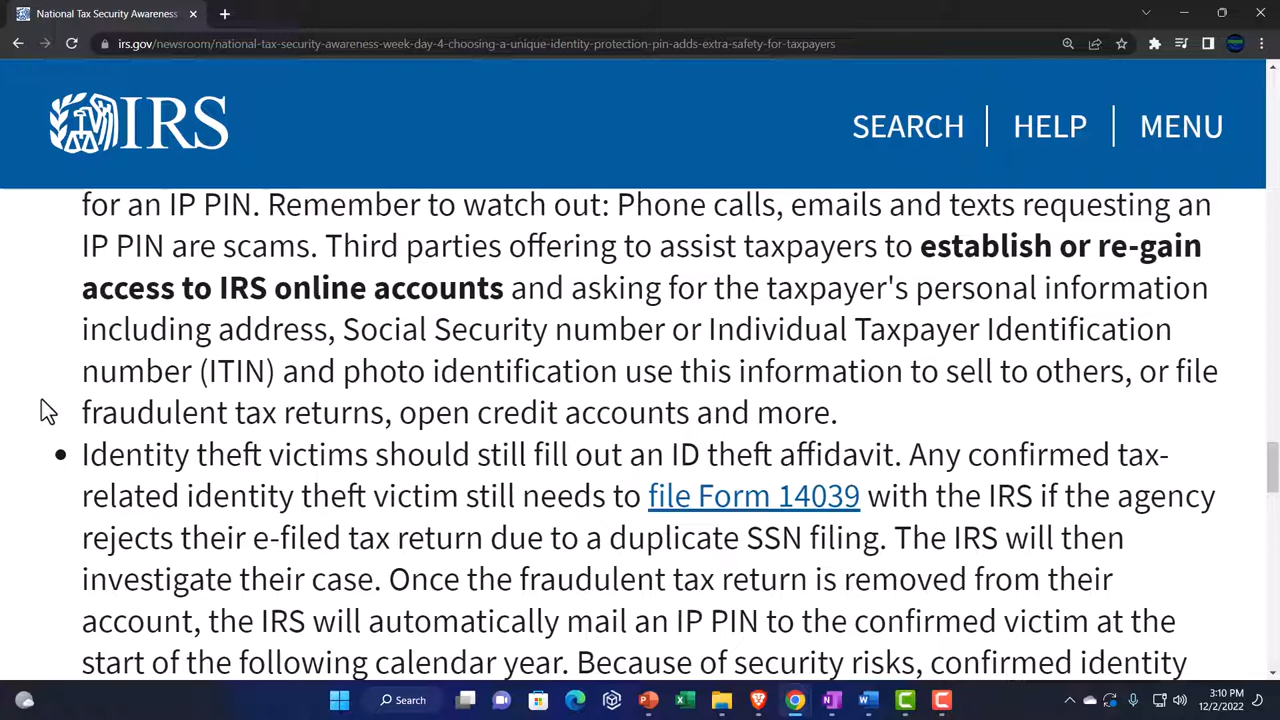 National Tax Security Awareness
irs.gov/newsroom/national-tax-security-awareness-week-day-4-choosing-a-unique-identity-protection-pin-adds-extra-safety-for-taxpayers
IRS
SEARCH
HELP
MENU
for an IP PIN. Remember to watch out: Phone calls, emails and texts requesting an
IP PIN are scams. Third parties offering to assist taxpayers to establish or re-gain
access to IRS online accounts and asking for the taxpayer's personal information
including address, Social Security number or Individual Taxpayer Identification
number (ITIN) and photo identification use this information to sell to others, or file
fraudulent tax returns, open credit accounts and more.
• Identity theft victims should still fill out an ID theft affidavit. Any confirmed tax-
related identity theft victim still needs to file Form 14039 with the IRS if the agency
rejects their e-filed tax return due to a duplicate SSN filing. The IRS will then
investigate their case. Once the fraudulent tax return is removed from their
account, the IRS will automatically mail an IP PIN to the confirmed victim at the
start of the following calendar year. Because of security risks, confirmed identity
Search
3:10 PM
12/2/2022